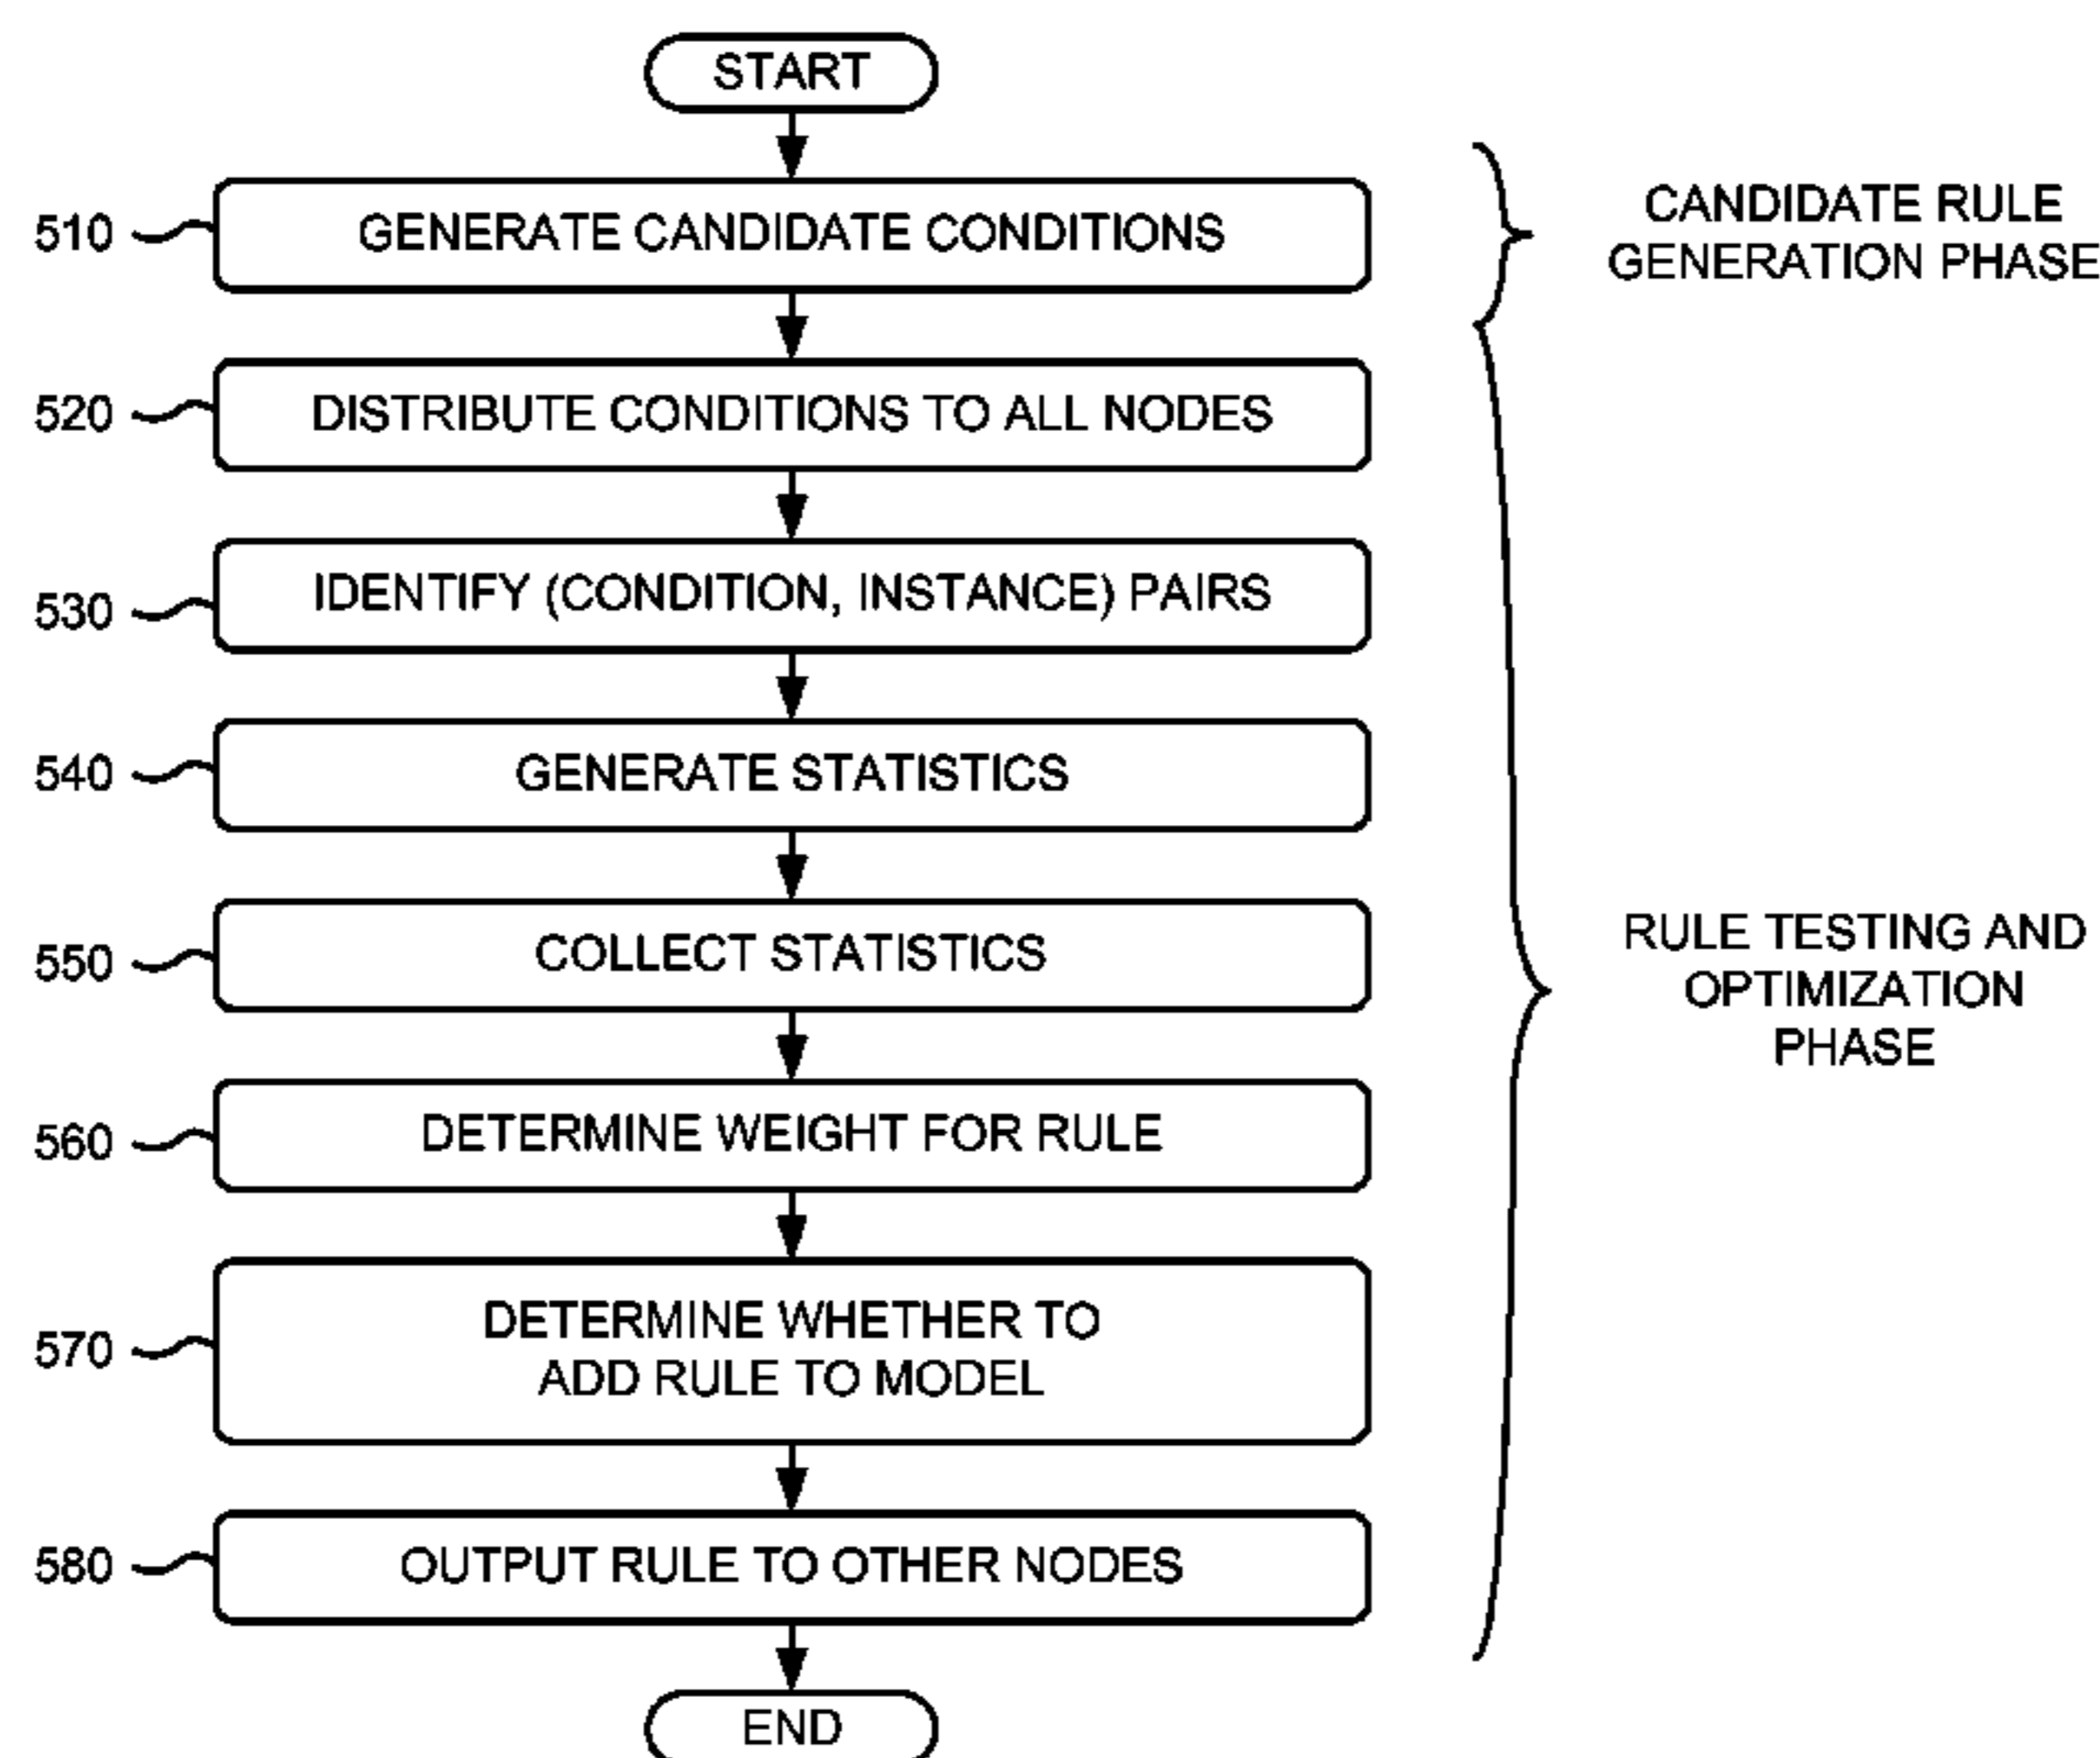 START
510
GENERATE CANDIDATE CONDITIONS
CANDIDATE RULE
GENERATION PHASE
520
DISTRIBUTE CONDITIONS TO ALL NODES
530
IDENTIFY (CONDITION, INSTANCE) PAIRS
540
GENERATE STATISTICS
550
COLLECT STATISTICS
RULE TESTING AND
OPTIMIZATION
PHASE
560
DETERMINE WEIGHT FOR RULE
570
DETERMINE WHETHER TO
ADD RULE TO MODEL
580
OUTPUT RULE TO OTHER NODES
END